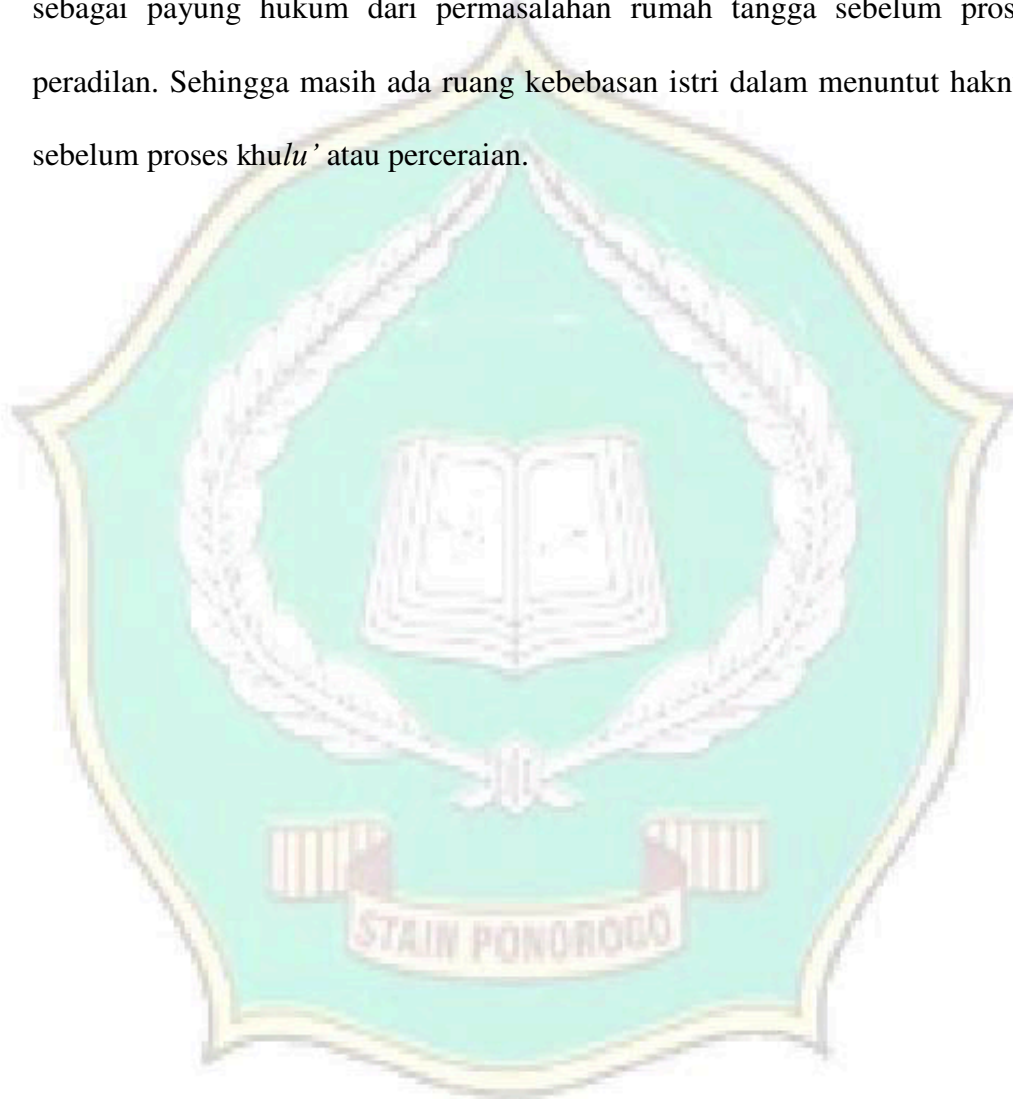 sebagai payung hukum dari permasalahan rumah tangga sebelum pros
peradilan. Sehingga masih ada ruang kebebasan istri dalam menuntut hakn
sebelum proses khulu’ atau perceraian.
STAIN PONOROGO